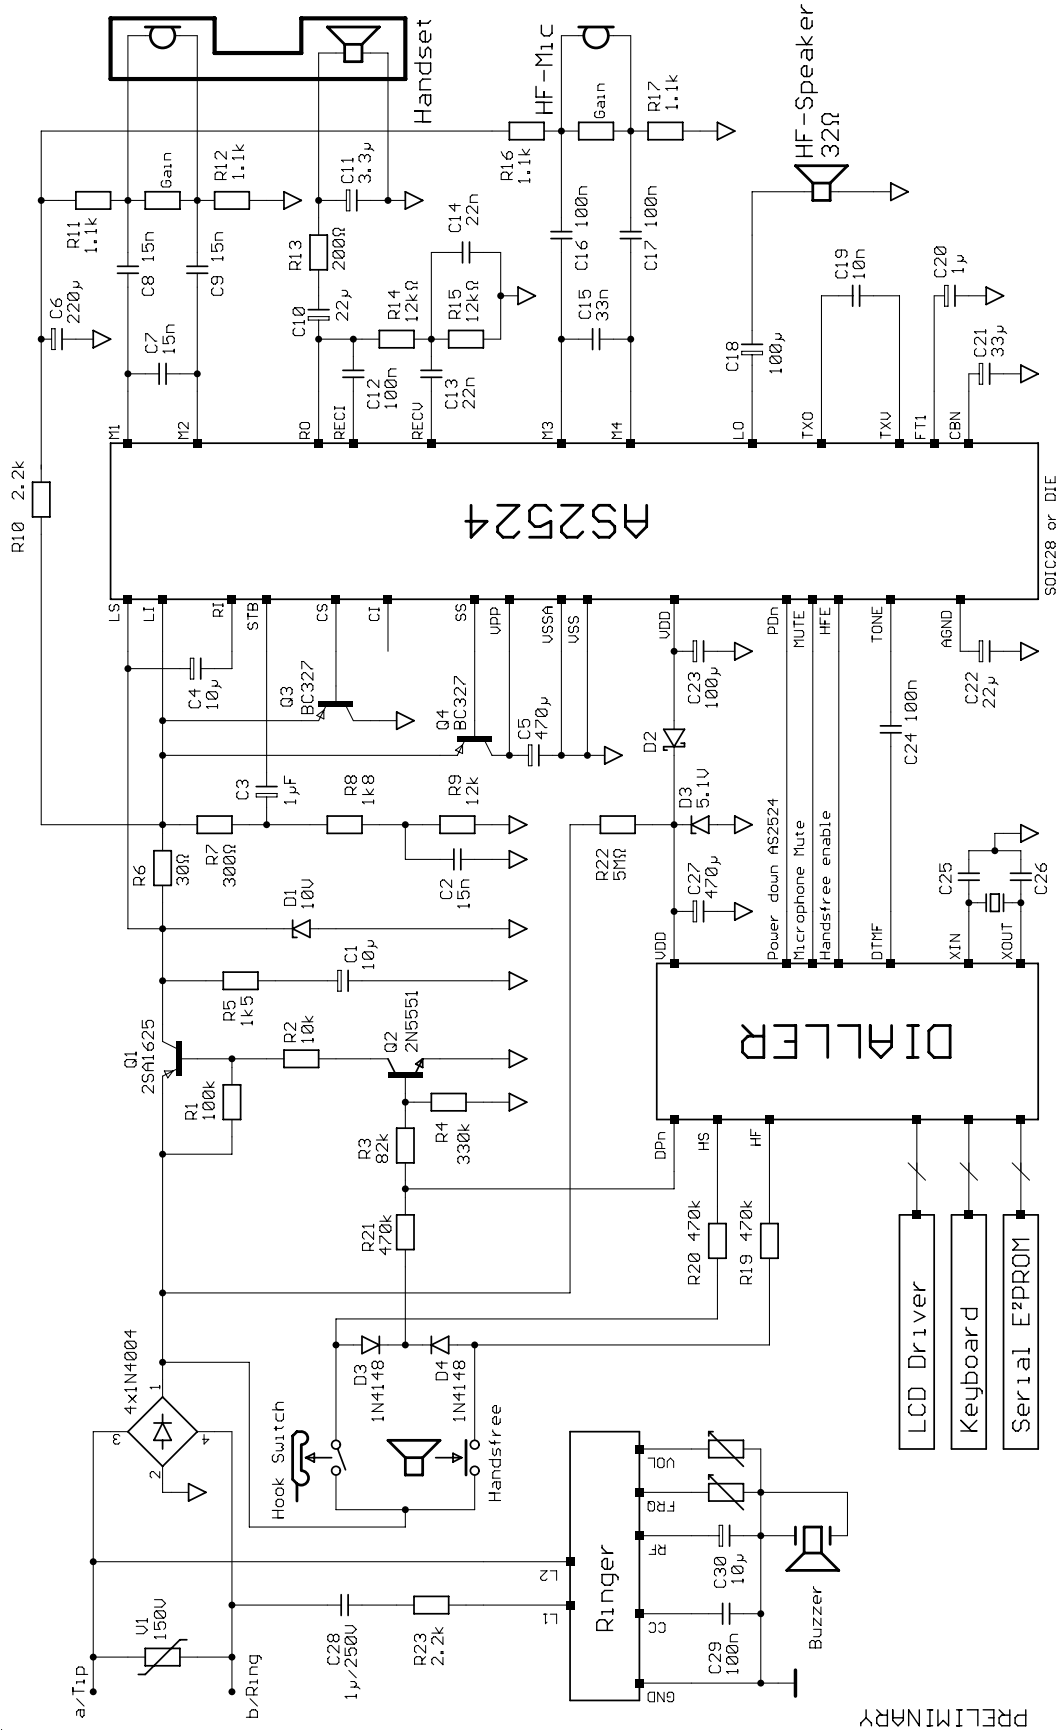 a/Tip
b/Ring
V1
150V
4x1N4004
1
2
3
4
Hook Switch
Handsfree
D3
1N4148
D4
1N4148
C28
1µ/250V
R23
2.2k
L1
L2
Ringer
GND
CC
RF
FRQ
VOL
C29
100n
C30
10µ
Buzzer
R1
100k
Q1
2SA1625
R2
10k
Q2
2N5551
R3
82k
R4
330k
R21
470k
R5
1k5
C1
10µ
D1
10V
R6
30Ω
R7
300Ω
C3
1µF
R8
1k8
R9
12k
C2
15n
R10 2.2k
C4
10µ
Q3
BC327
Q4
BC327
C5
470µ
R22
5MΩ
D2
D3
5.1V
C27
470µ
C23
100µ
R20 470k
R19 470k
DPn
HS
HF
DIALLER
VDD
Power down AS2524
Microphone Mute
Handsfree enable
DTMF
XIN
XOUT
C25
C26
C24 100n
C22
22µ
LCD Driver
Keyboard
Serial E²PROM
LS
LI
RI
STB
CS
CI
SS
VPP
VSSA
VSS
VDD
PDn
MUTE
HFE
TONE
AGND
AS2524
SOIC28 or DIE
M1
M2
RO
RECI
RECV
M3
M4
LO
TXO
TXV
FT1
CBN
C6
220µ
C7
15n
C8 15n
C9 15n
R11
1.1k
Gain
R12
1.1k
Handset
C10
22µ
R13
200Ω
C11
3.3µ
C12
100n
R14
12kΩ
R15
12kΩ
C13
22n
C14
22n
HF-Mic
R16
1.1k
Gain
R17
1.1k
C15
33n
C16 100n
C17 100n
HF-Speaker
32Ω
C18
100µ
C19
10n
C20
1µ
C21
33µ
PRELIMINARY